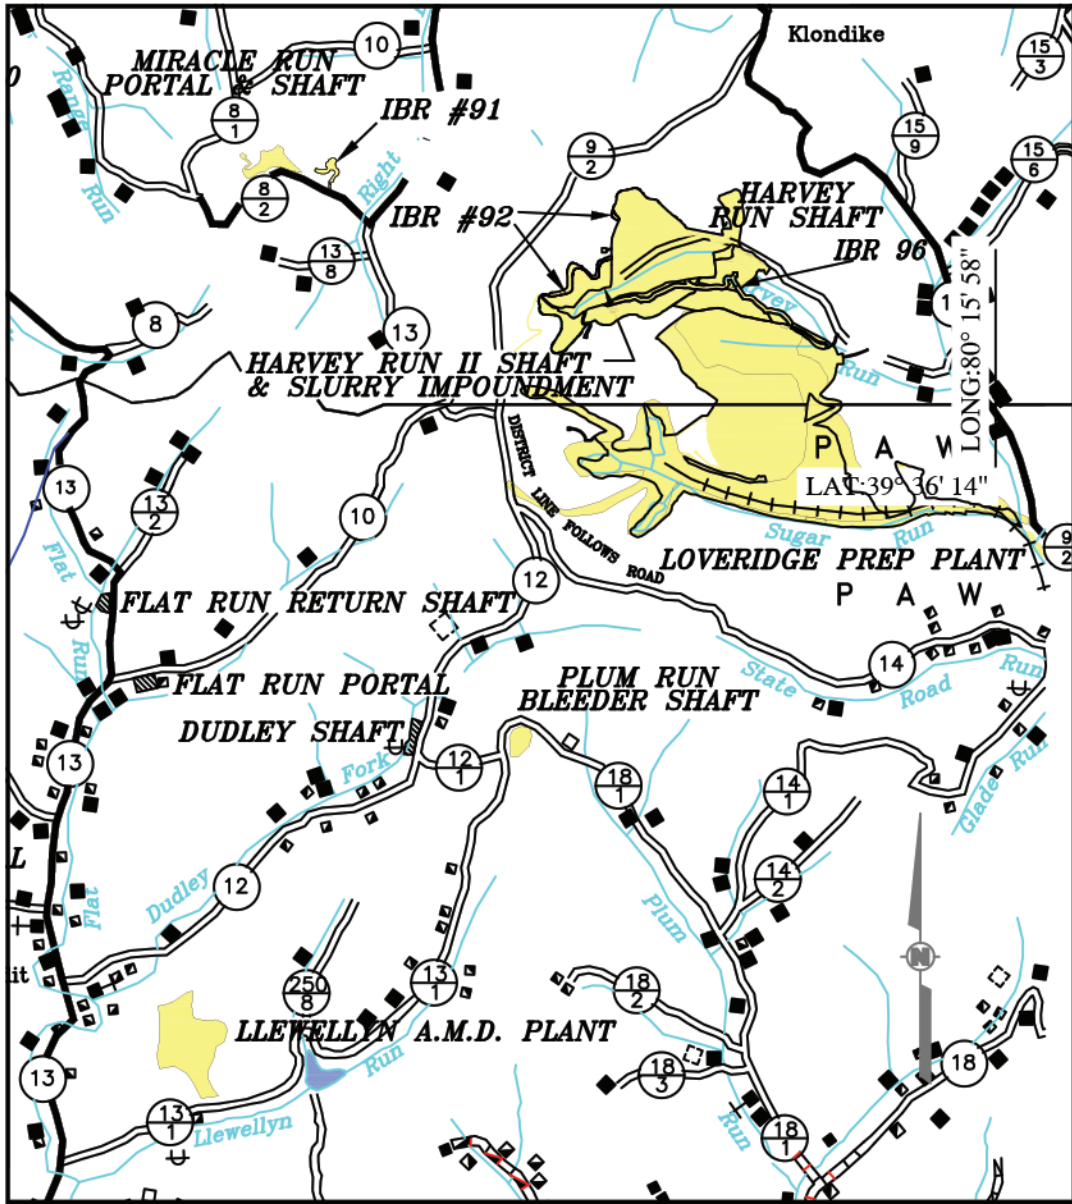 Klondike
10
15
3
MIRACLE RUN
PORTAL & SHAFT
Range
Run
8
1
IBR #91
9
2
15
9
15
6
Right
8
2
IBR #92
HARVEY
RUN SHAFT
IBR 96
13
8
LONG:80° 15' 58"
8
13
Run
HARVEY RUN II SHAFT
& SLURRY IMPOUNDMENT
DISTRICT LINE FOLLOWS ROAD
P A W
LAT:39° 36' 14"
13
13
2
10
Sugar Run
9
2
Flat
Run
LOVERIDGE PREP PLANT
P A W
12
FLAT RUN RETURN SHAFT
14
State Road Run
FLAT RUN PORTAL
PLUM RUN
BLEEDER SHAFT
DUDLEY SHAFT
13
Fork
12
1
18
1
14
1
Glade Run
L
12
Dudley
14
2
Flat
Plum
it
250
8
13
1
18
2
N
LLEWELLYN A.M.D. PLANT
Run
13
18
3
18
13
1
Llewellyn
Run
18
1
N